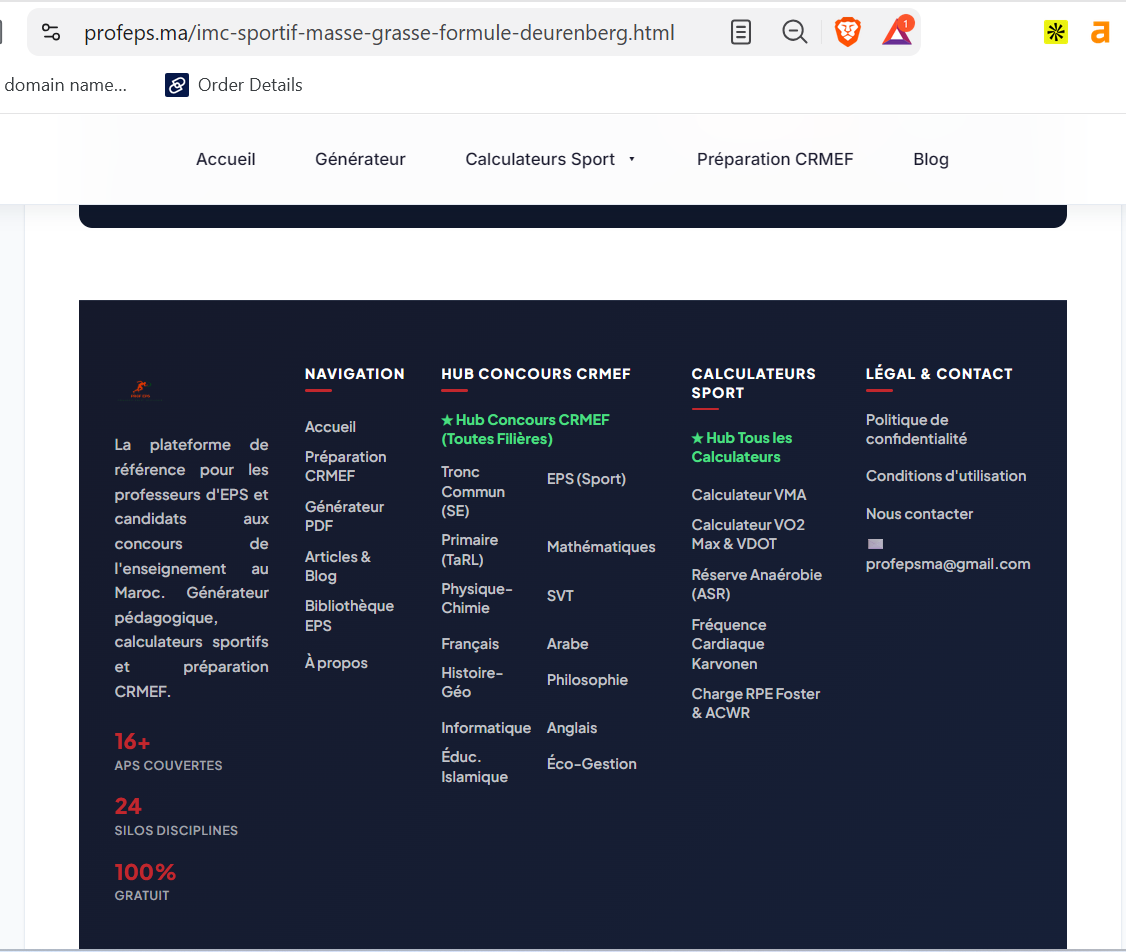 profeps.ma/imc-sportif-masse-grasse-formule-deurenberg.html
1
a
domain name...
Order Details
Accueil
Générateur
Calculateurs Sport
Préparation CRMEF
Blog
La plateforme de
référence pour les
professeurs d'EPS et
candidats aux
concours de
l'enseignement au
Maroc. Générateur
pédagogique,
calculateurs sportifs
et préparation
CRMEF.
16+
APS COUVERTES
24
SILOS DISCIPLINES
100%
GRATUIT
NAVIGATION
Accueil
Préparation
CRMEF
Générateur
PDF
Articles &
Blog
Bibliothèque
EPS
À propos
HUB CONCOURS CRMEF
★ Hub Concours CRMEF
(Toutes Filières)
Tronc
Commun
(SE)
EPS (Sport)
Primaire
(TaRL)
Mathématiques
Physique-
Chimie
SVT
Français
Arabe
Histoire-
Géo
Philosophie
Informatique
Anglais
Éduc.
Islamique
Éco-Gestion
CALCULATEURS
SPORT
★ Hub Tous les
Calculateurs
Calculateur VMA
Calculateur VO2
Max & VDOT
Réserve Anaérobie
(ASR)
Fréquence
Cardiaque
Karvonen
Charge RPE Foster
& ACWR
LÉGAL & CONTACT
Politique de
confidentialité
Conditions d'utilisation
Nous contacter
profepsma@gmail.com